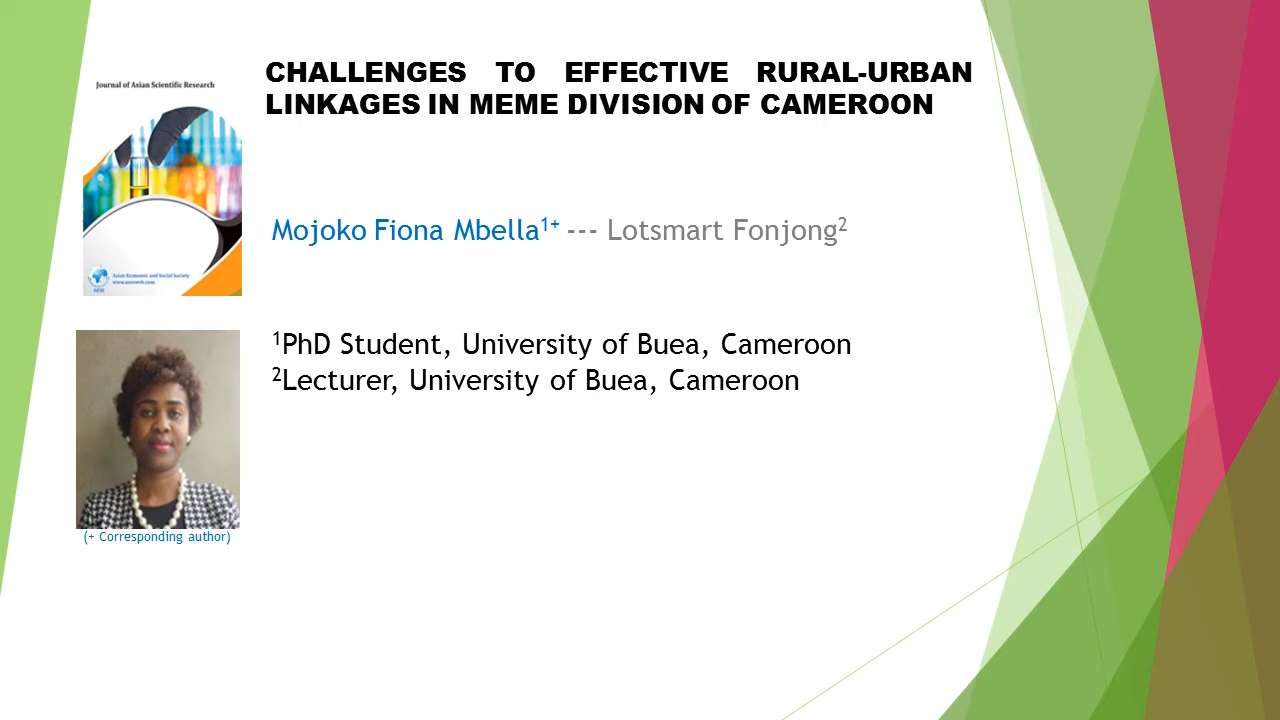 Journal of Asian Scientific Research
CHALLENGES TO EFFECTIVE RURAL-URBAN
LINKAGES IN MEME DIVISION OF CAMEROON
Mojoko Fiona Mbella¹⁺ --- Lotsmart Fonjong²
Asian Economic and Social Society
www.aessweb.com
AESS
¹PhD Student, University of Buea, Cameroon
²Lecturer, University of Buea, Cameroon
(+ Corresponding author)